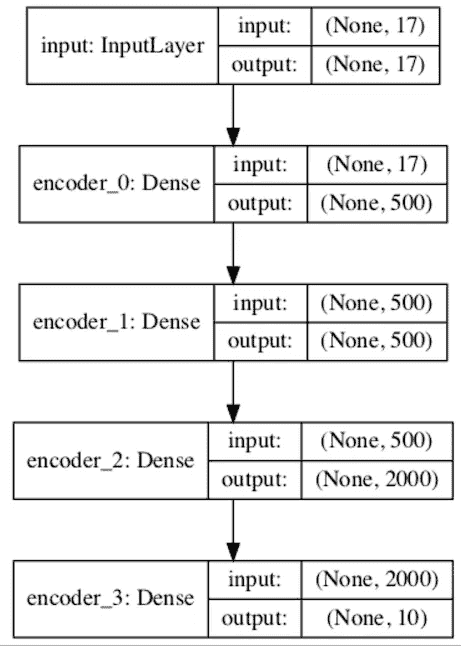 input: InputLayer
input: (None, 17)
output: (None, 17)
encoder_0: Dense
input: (None, 17)
output: (None, 500)
encoder_1: Dense
input: (None, 500)
output: (None, 500)
encoder_2: Dense
input: (None, 500)
output: (None, 2000)
encoder_3: Dense
input: (None, 2000)
output: (None, 10)